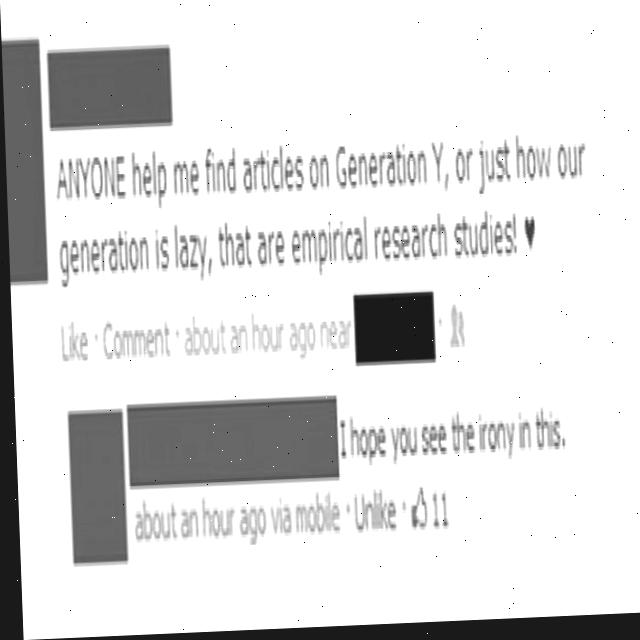 ANYONE help me find articles on Generation Y, or just how our
generation is lazy, that are empirical research studies! ♥
Like · Comment · about an hour ago near
I hope you see the irony in this.
about an hour ago via mobile · Unlike · 11